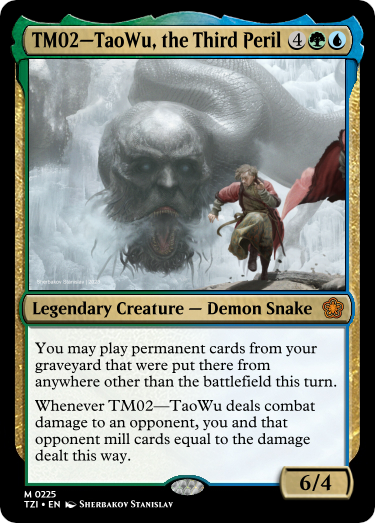 TM02—TaoWu, the Third Peril 4
Sherbakov Stanislav
Legendary Creature — Demon Snake
You may play permanent cards from your
graveyard that were put there from
anywhere other than the battlefield this turn.
Whenever TM02—TaoWu deals combat
damage to an opponent, you and that
opponent mill cards equal to the damage
dealt this way.
6/4
M 0225
TZI • EN Sherbakov Stanislav